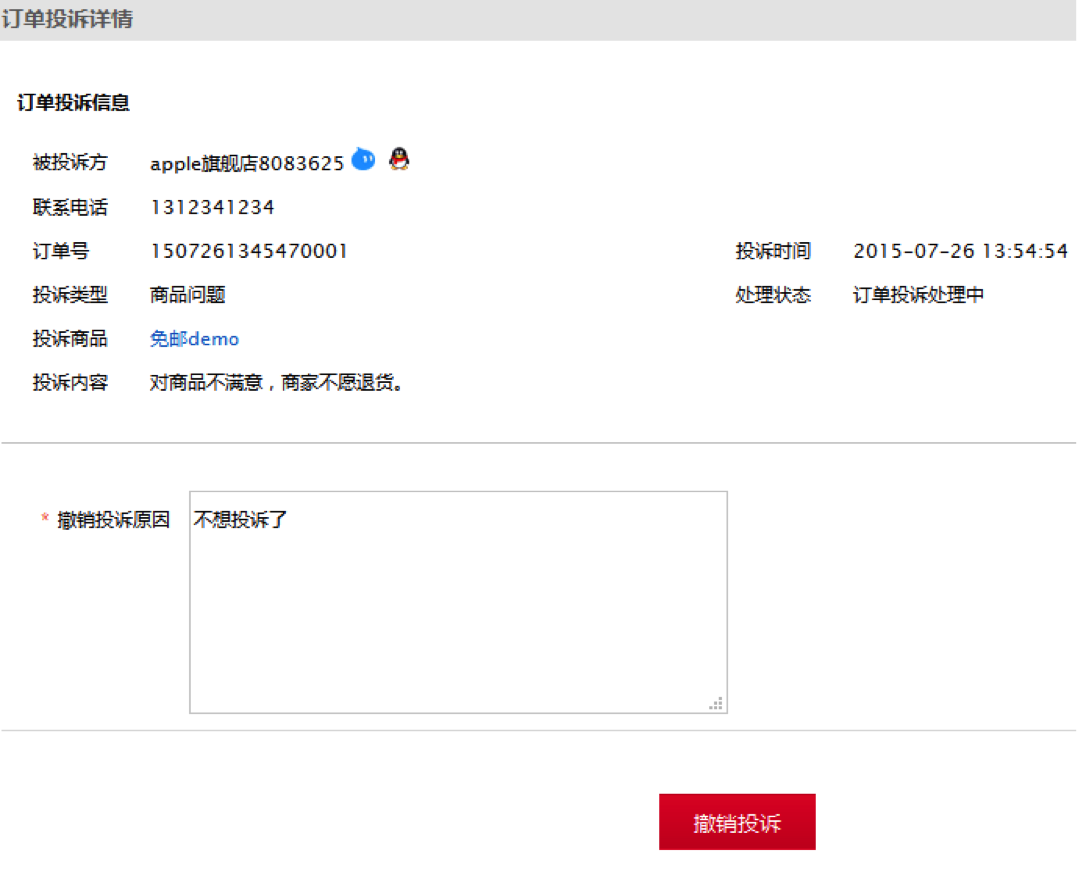 订单投诉详情
订单投诉信息
被投诉方 apple旗舰店8083625
联系电话 1312341234
订单号 1507261345470001 投诉时间 2015-07-26 13:54:54
投诉类型 商品问题 处理状态 订单投诉处理中
投诉商品 免邮demo
投诉内容 对商品不满意，商家不愿退货。
* 撤销投诉原因 不想投诉了
撤销投诉